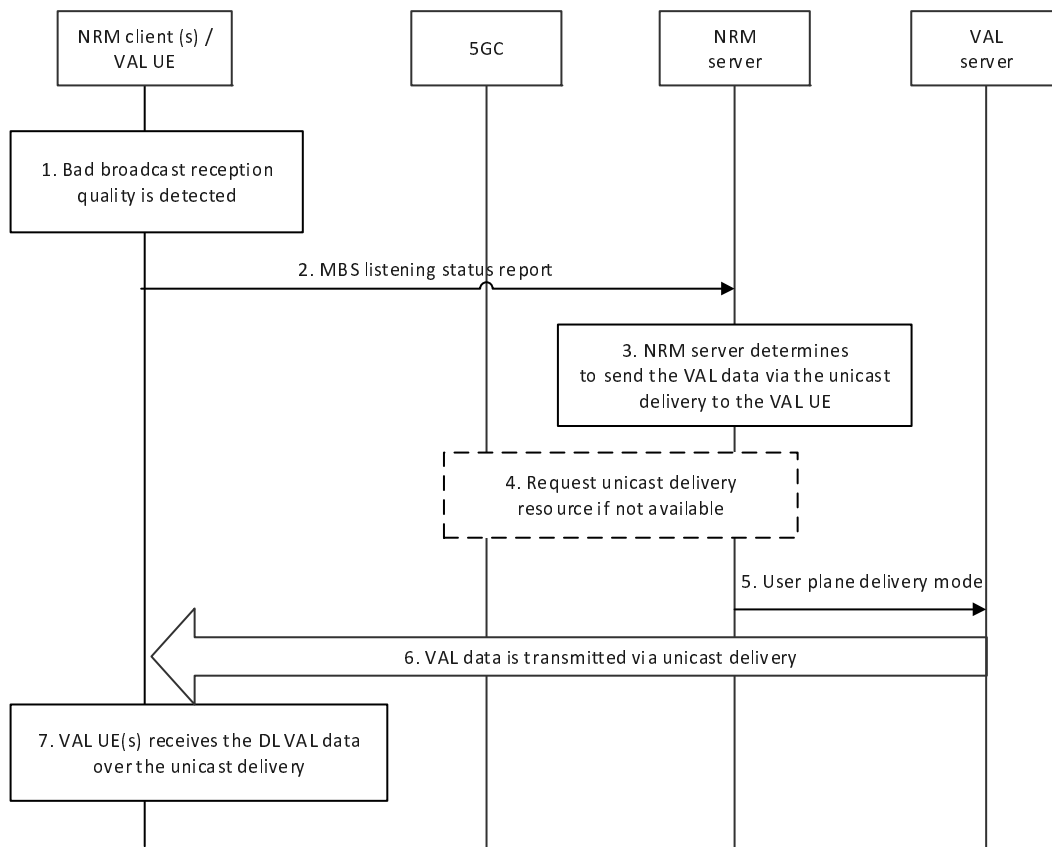 NRM client (s) /
VAL UE
5GC
NRM
server
VAL
server
1. Bad broadcast reception
quality is detected
2. MBS listening status report
3. NRM server determines
to send the VAL data via the unicast
delivery to the VAL UE
4. Request unicast delivery
resource if not available
5. User plane delivery mode
6. VAL data is transmitted via unicast delivery
7. VAL UE(s) receives the DL VAL data
over the unicast delivery